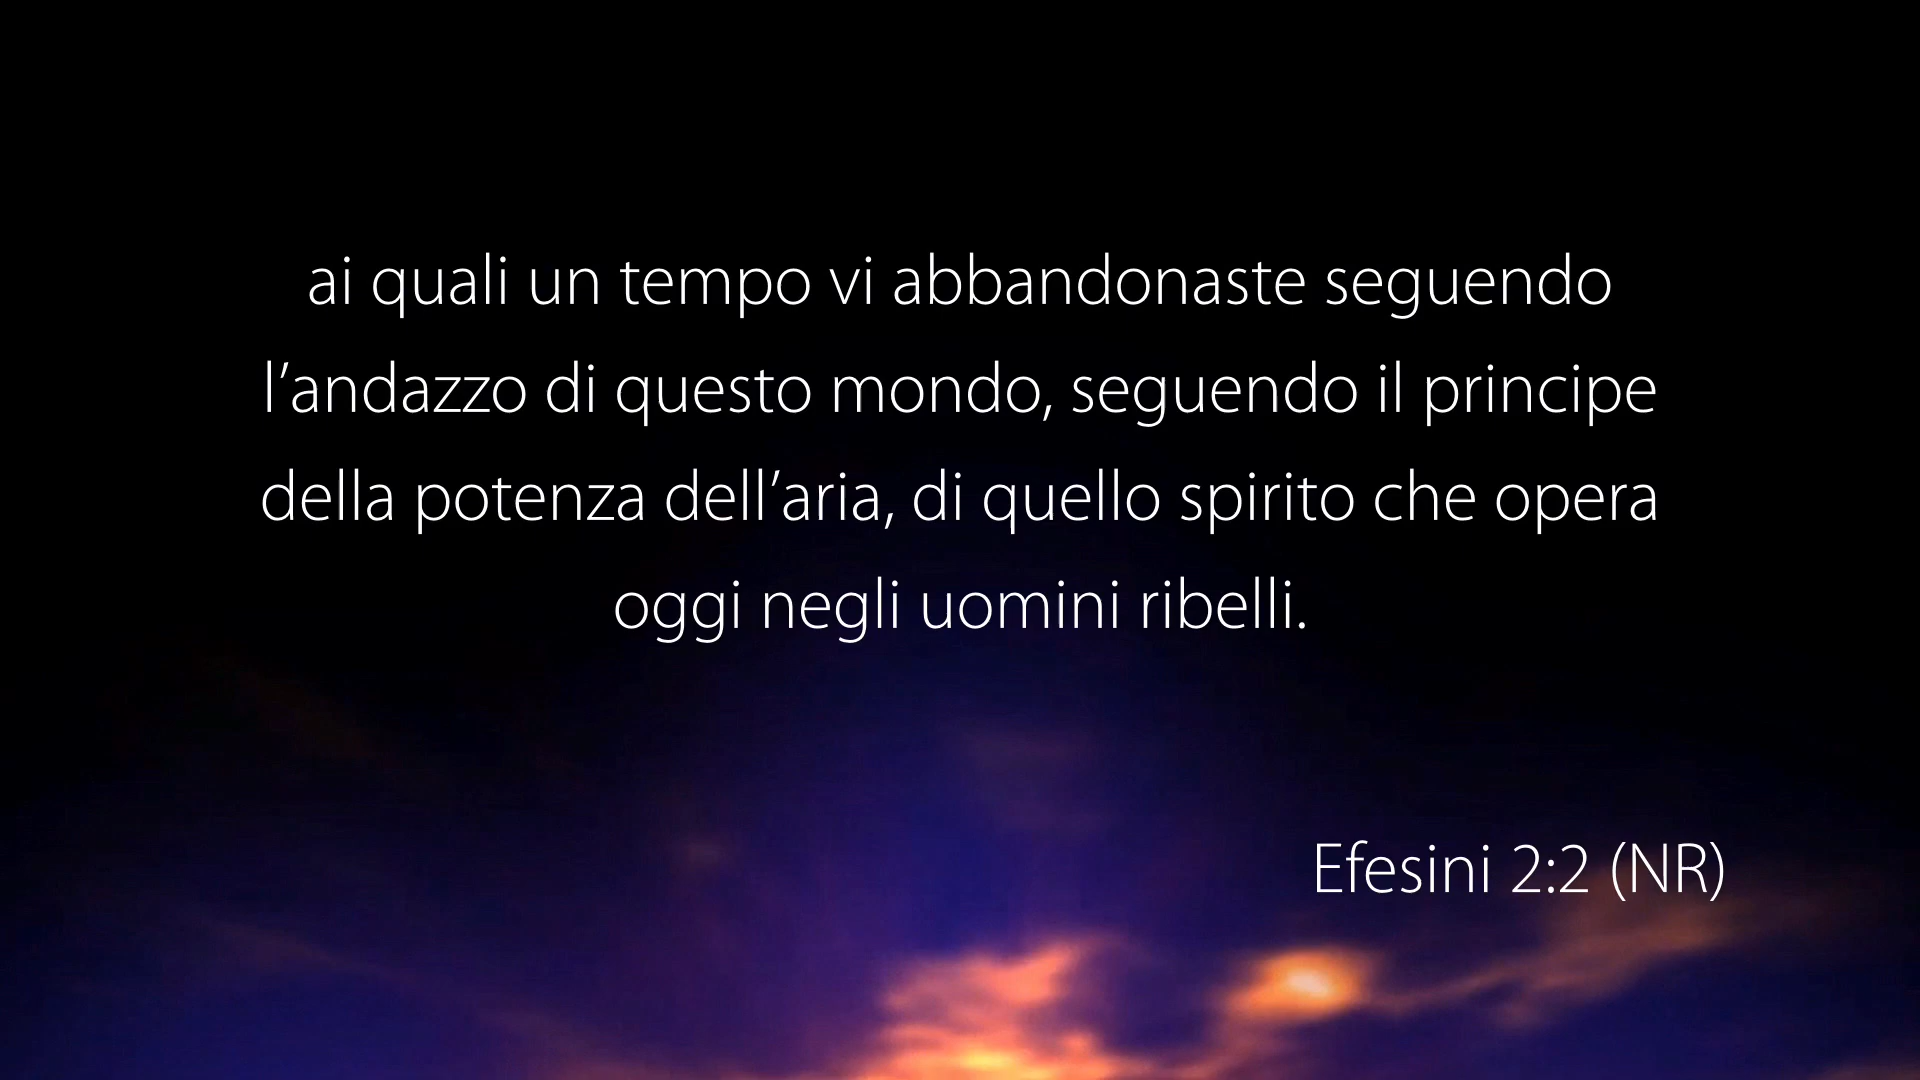 ai quali un tempo vi abbandonaste seguendo
l’andazzo di questo mondo, seguendo il principe
della potenza dell’aria, di quello spirito che opera
oggi negli uomini ribelli.
Efesini 2:2 (NR)